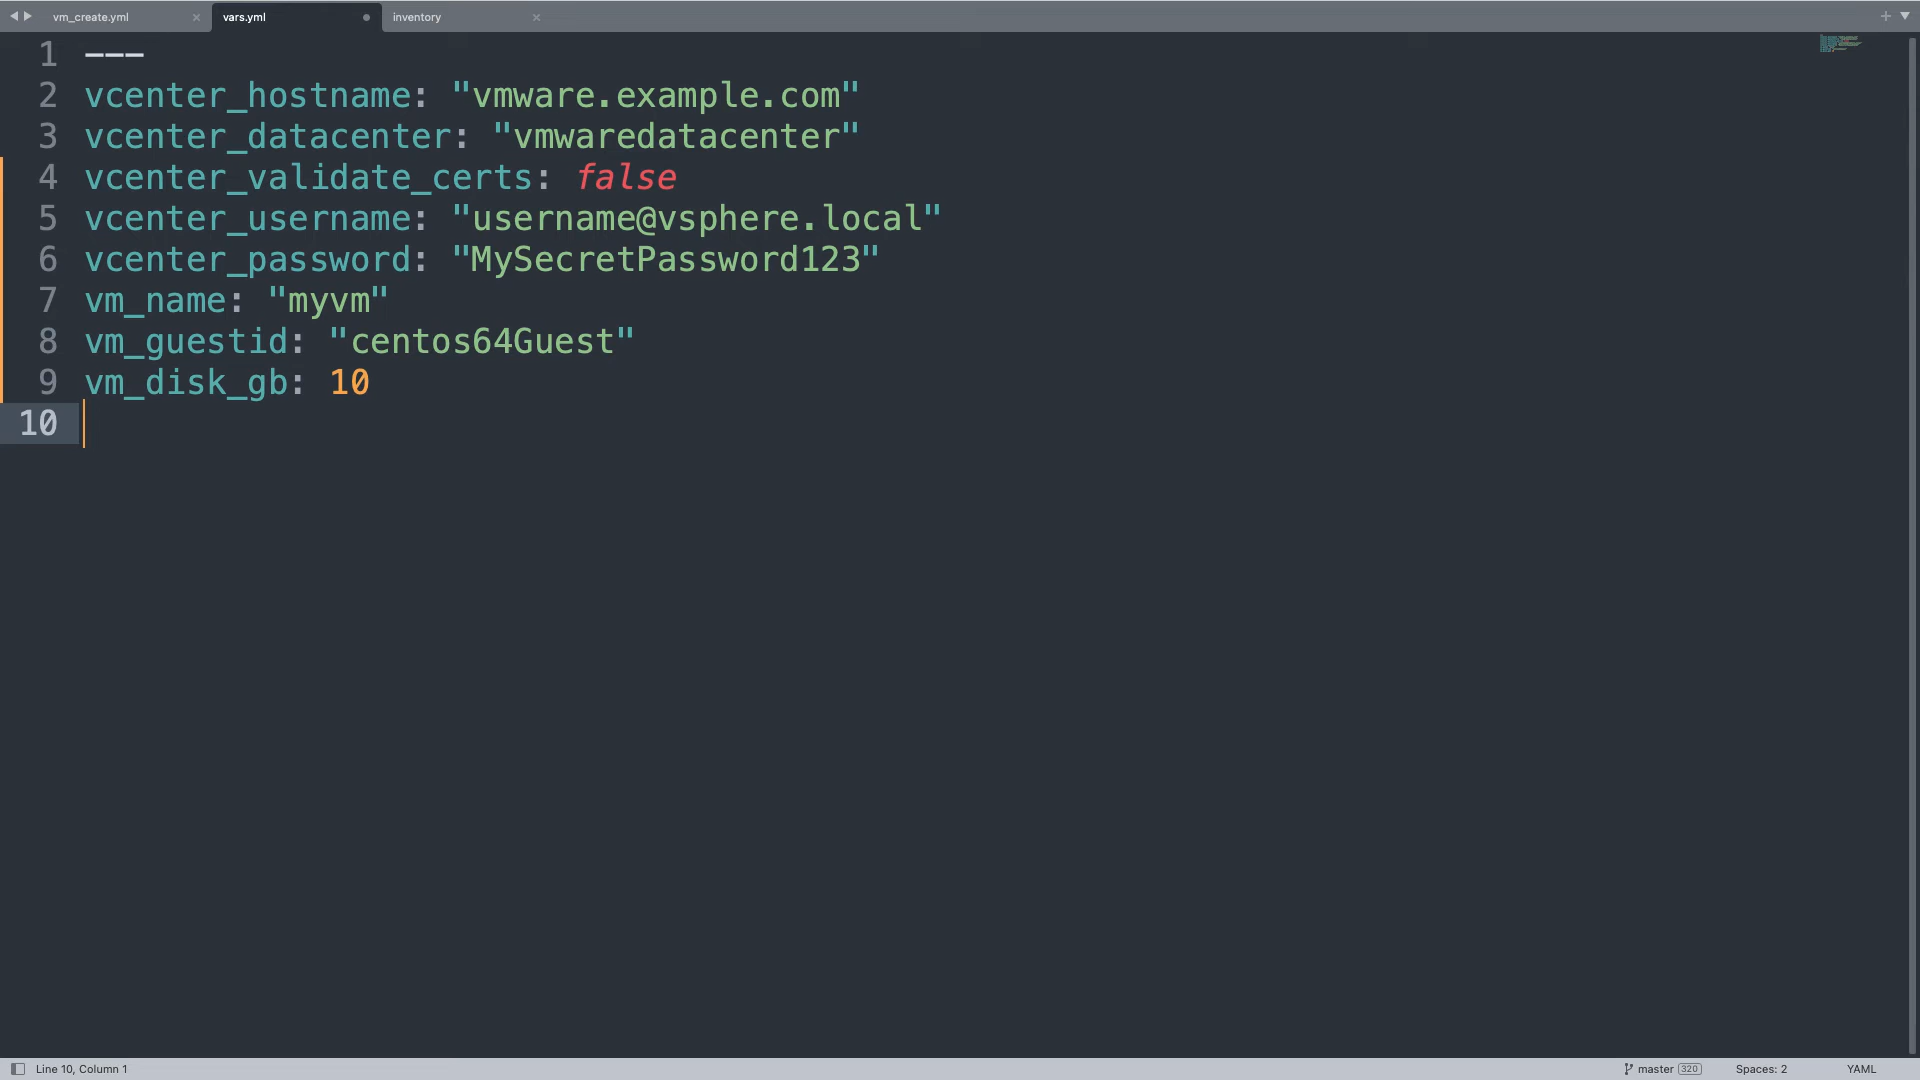 vm_create.yml
vars.yml
inventory
1 ---
2 vcenter_hostname: "vmware.example.com"
3 vcenter_datacenter: "vmwaredatacenter"
4 vcenter_validate_certs: false
5 vcenter_username: "username@vsphere.local"
6 vcenter_password: "MySecretPassword123"
7 vm_name: "myvm"
8 vm_guestid: "centos64Guest"
9 vm_disk_gb: 10
10
Line 10, Column 1
master 320
Spaces: 2
YAML